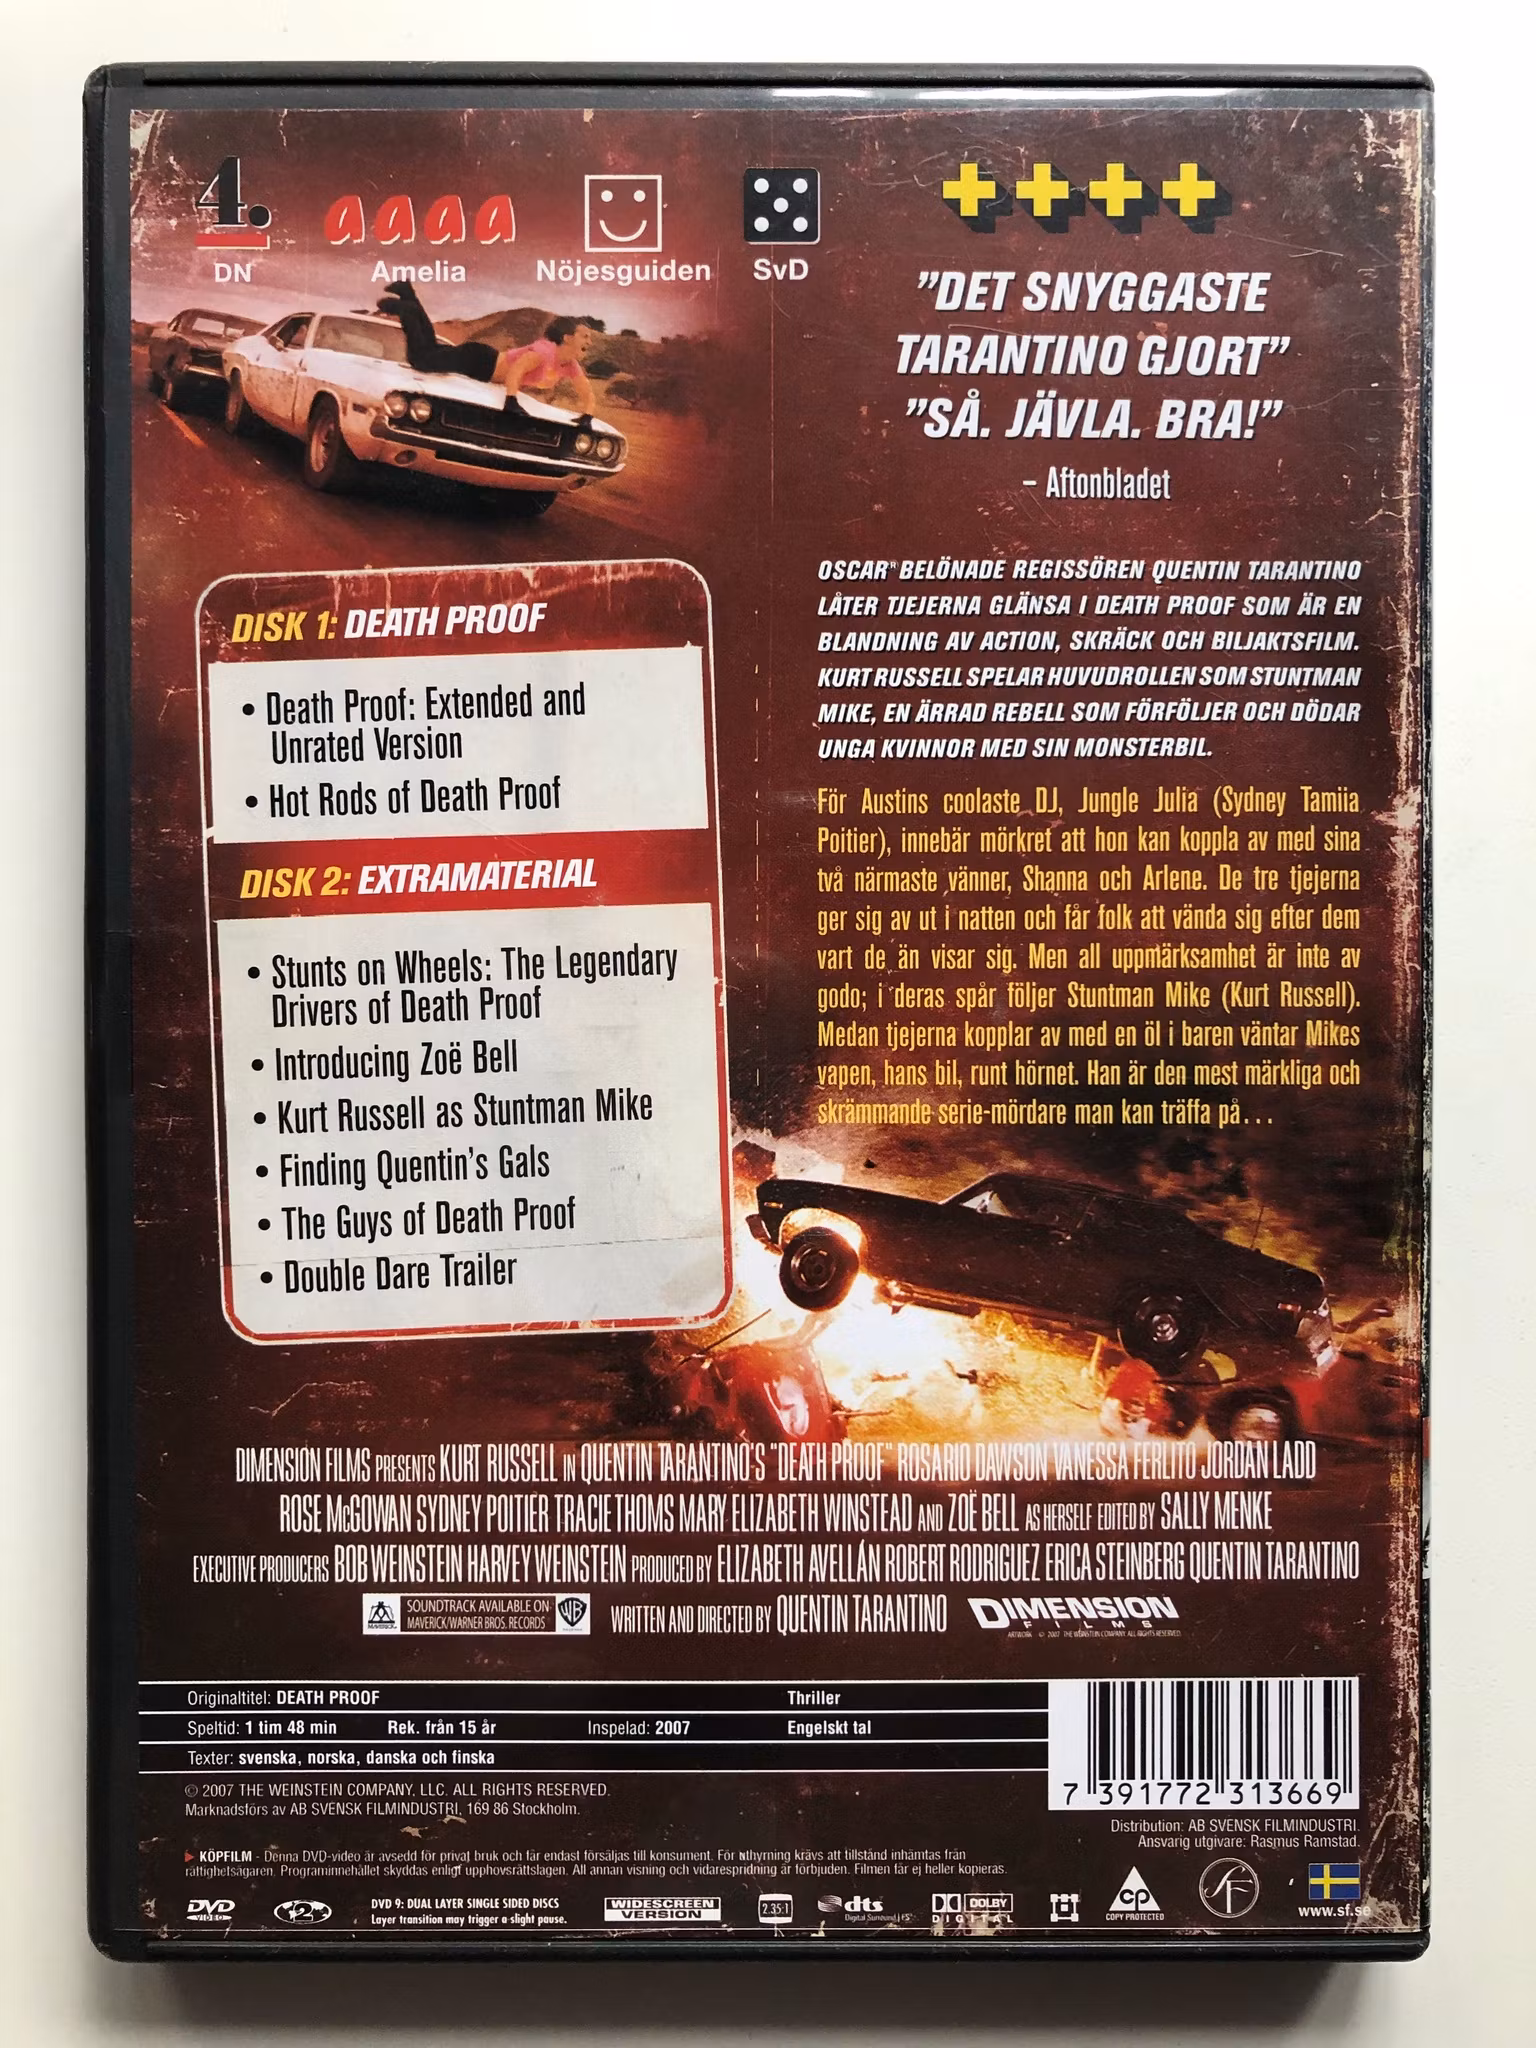 4.
DN
aaaa
Amelia
Nöjesguiden
SvD
++++
”DET SNYGGASTE
TARANTINO GJORT”
”SÅ. JÄVLA. BRA!”
– Aftonbladet
DISK 1: DEATH PROOF
• Death Proof: Extended and
Unrated Version
• Hot Rods of Death Proof
DISK 2: EXTRAMATERIAL
• Stunts on Wheels: The Legendary
Drivers of Death Proof
• Introducing Zoë Bell
• Kurt Russell as Stuntman Mike
• Finding Quentin's Gals
• The Guys of Death Proof
• Double Dare Trailer
OSCAR® BELÖNADE REGISSÖREN QUENTIN TARANTINO
LÅTER TJEJERNA GLÄNSA I DEATH PROOF SOM ÄR EN
BLANDNING AV ACTION, SKRÄCK OCH BILJAKTSFILM.
KURT RUSSELL SPELAR HUVUDROLLEN SOM STUNTMAN
MIKE, EN ÄRRAD REBELL SOM FÖRFÖLJER OCH DÖDAR
UNGA KVINNOR MED SIN MONSTERBIL.
För Austins coolaste DJ, Jungle Julia (Sydney Tamiia
Poitier), innebär mörkret att hon kan koppla av med sina
två närmaste vänner, Shanna och Arlene. De tre tjejerna
ger sig av ut i natten och får folk att vända sig efter dem
vart de än visar sig. Men all uppmärksamhet är inte av
godo; i deras spår följer Stuntman Mike (Kurt Russell).
Medan tjejerna kopplar av med en öl i baren väntar Mikes
vapen, hans bil, runt hörnet. Han är den mest märkliga och
skrämmande serie-mördare man kan träffa på...
DIMENSION FILMS PRESENTS KURT RUSSELL IN QUENTIN TARANTINO'S "DEATH PROOF" ROSARIO DAWSON VANESSA FERLITO JORDAN LADD
ROSE McGOWAN SYDNEY POITIER TRACIE THOMS MARY ELIZABETH WINSTEAD AND ZOË BELL AS HERSELF EDITED BY SALLY MENKE
EXECUTIVE PRODUCERS BOB WEINSTEIN HARVEY WEINSTEIN PRODUCED BY ELIZABETH AVELLÁN ROBERT RODRIGUEZ ERICA STEINBERG QUENTIN TARANTINO
MAVERICK
SOUNDTRACK AVAILABLE ON
MAVERICK/WARNER BROS. RECORDS
WB
WRITTEN AND DIRECTED BY QUENTIN TARANTINO
DIMENSION
FILMS
ARTWORK © 2007 THE WEINSTEIN COMPANY. ALL RIGHTS RESERVED.
Originaltitel: DEATH PROOF Thriller
Speltid: 1 tim 48 min Rek. från 15 år Inspelad: 2007 Engelskt tal
Texter: svenska, norska, danska och finska
7 391772 313669
© 2007 THE WEINSTEIN COMPANY, LLC. ALL RIGHTS RESERVED.
Marknadsförs av AB SVENSK FILMINDUSTRI, 169 86 Stockholm.
Distribution: AB SVENSK FILMINDUSTRI.
Ansvarig utgivare: Rasmus Ramstad.
KÖPFILM - Denna DVD-video är avsedd för privat bruk och får endast försäljas till konsument. För uthyrning krävs att tillstånd inhämtas från
rättighetsägaren. Programinnehållet skyddas enligt upphovsrättslagen. All annan visning och vidarespridning är förbjuden. Filmen får ej heller kopieras.
DVD
VIDEO
2
DVD 9: DUAL LAYER SINGLE SIDED DISCS
Layer transition may trigger a slight pause.
WIDESCREEN
VERSION
2.35:1
dts
Digital Surround
DOLBY
DIGITAL
CP
COPY PROTECTED
SF
www.sf.se